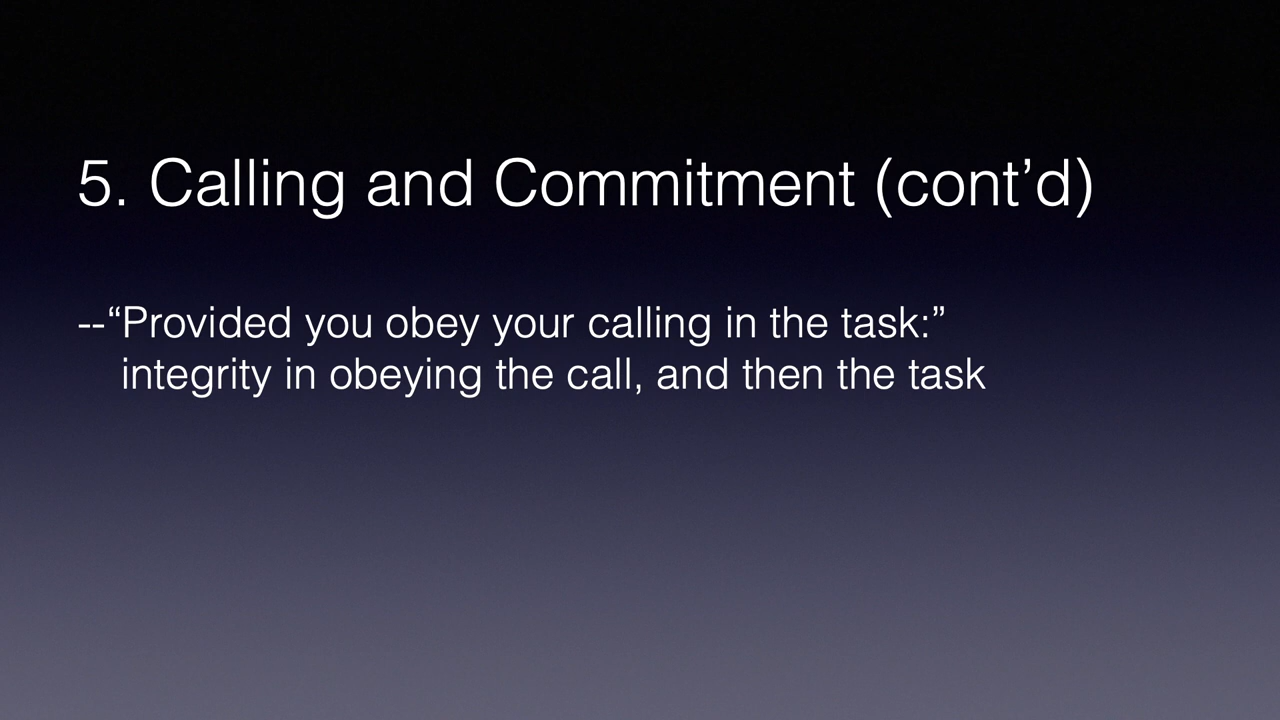 5. Calling and Commitment (cont’d)
--“Provided you obey your calling in the task:”
integrity in obeying the call, and then the task